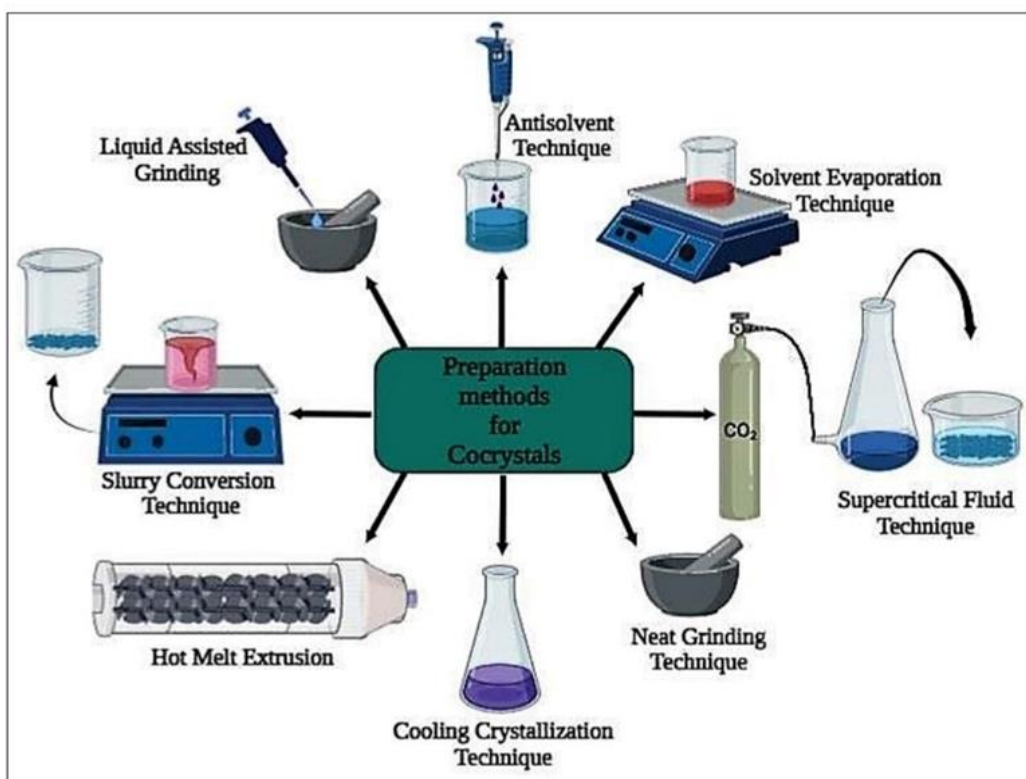 Antisolvent
Technique
Liquid Assisted
Grinding
Solvent Evaporation
Technique
Preparation
methods
for
Cocrystals
CO₂
Slurry Conversion
Technique
Supercritical Fluid
Technique
Hot Melt Extrusion
Neat Grinding
Technique
Cooling Crystallization
Technique